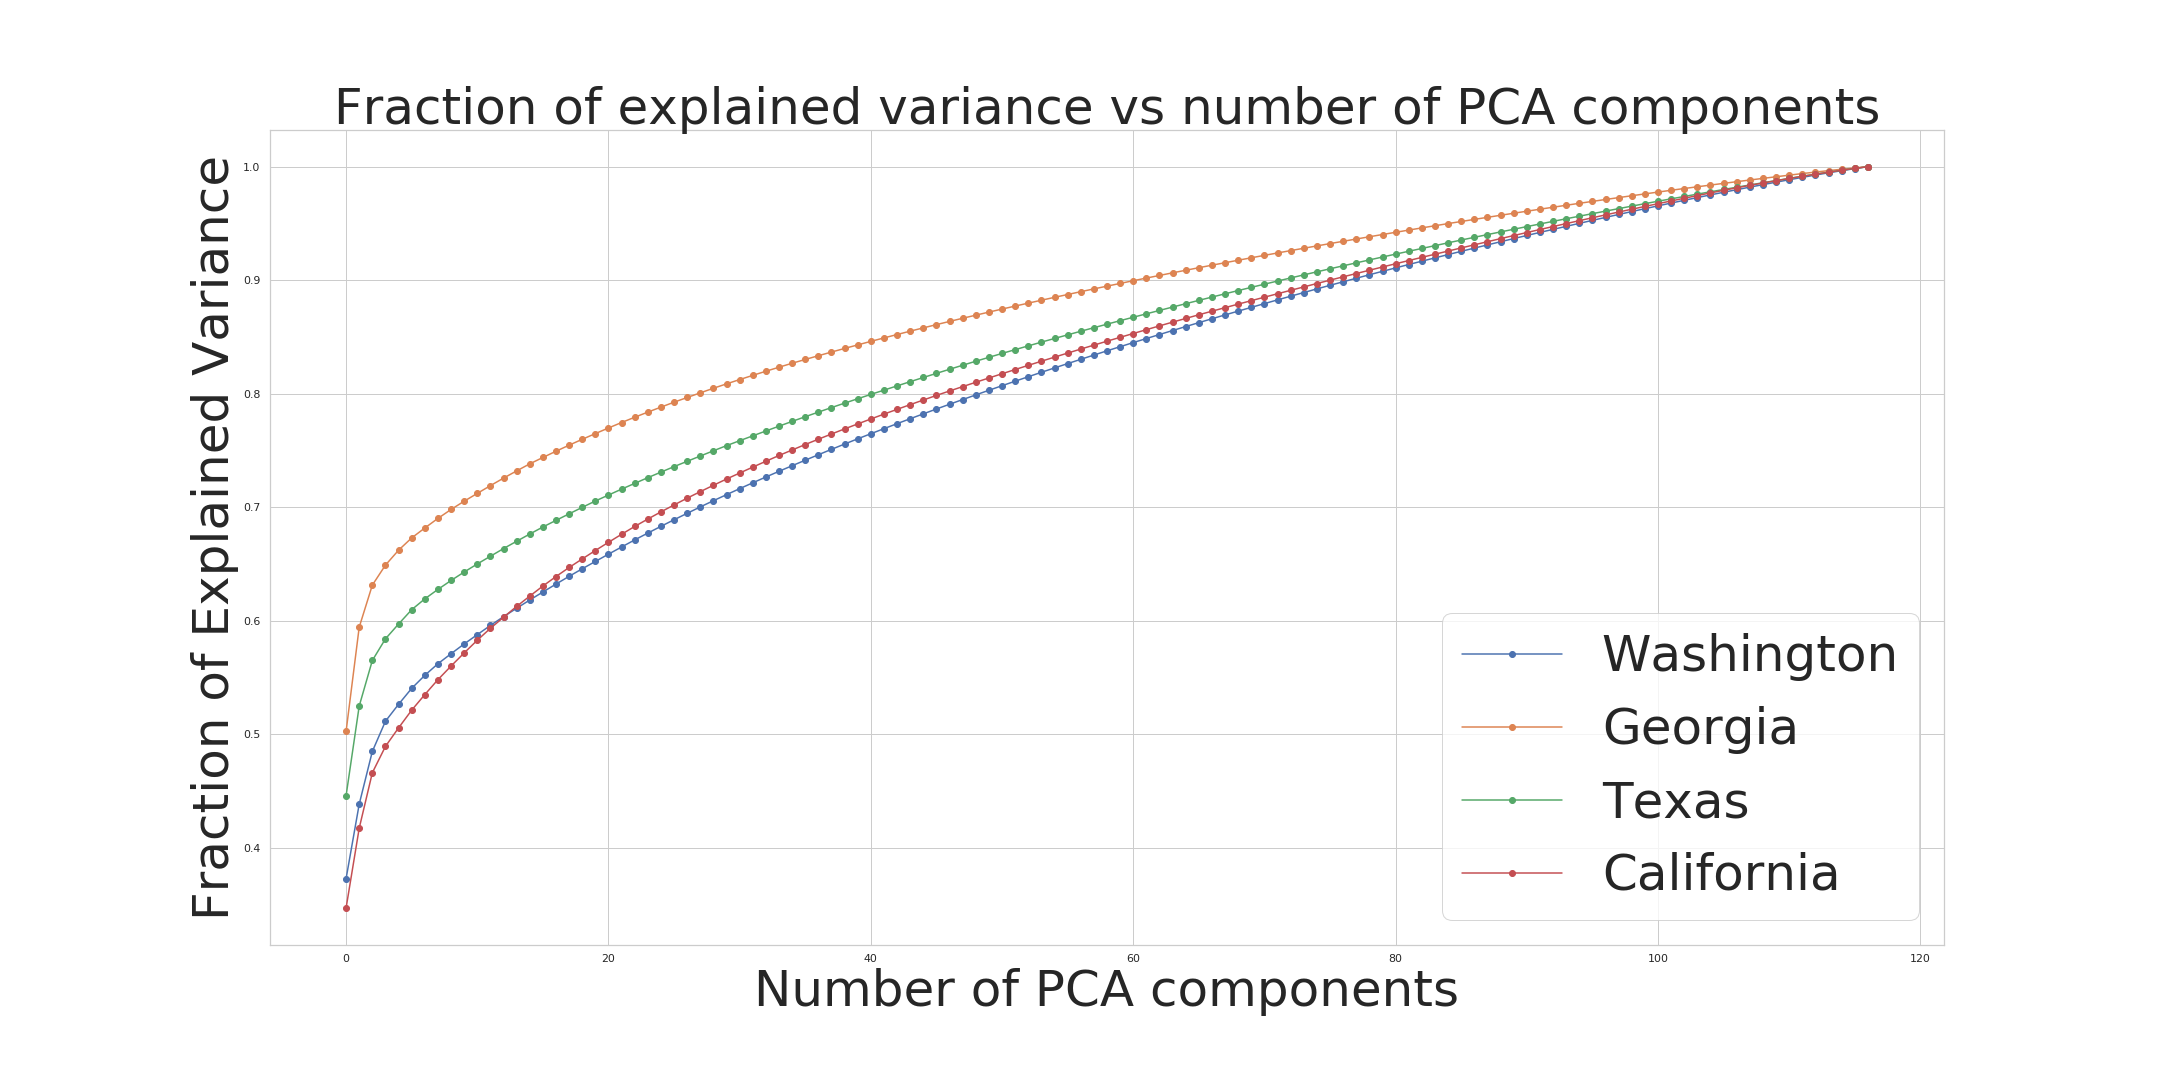 Fraction of explained variance vs number of PCA components
Fraction of Explained Variance
1.0
0.9
0.8
0.7
0.6
0.5
0.4
0 20 40 60 80 100 120
Number of PCA components
Washington
Georgia
Texas
California